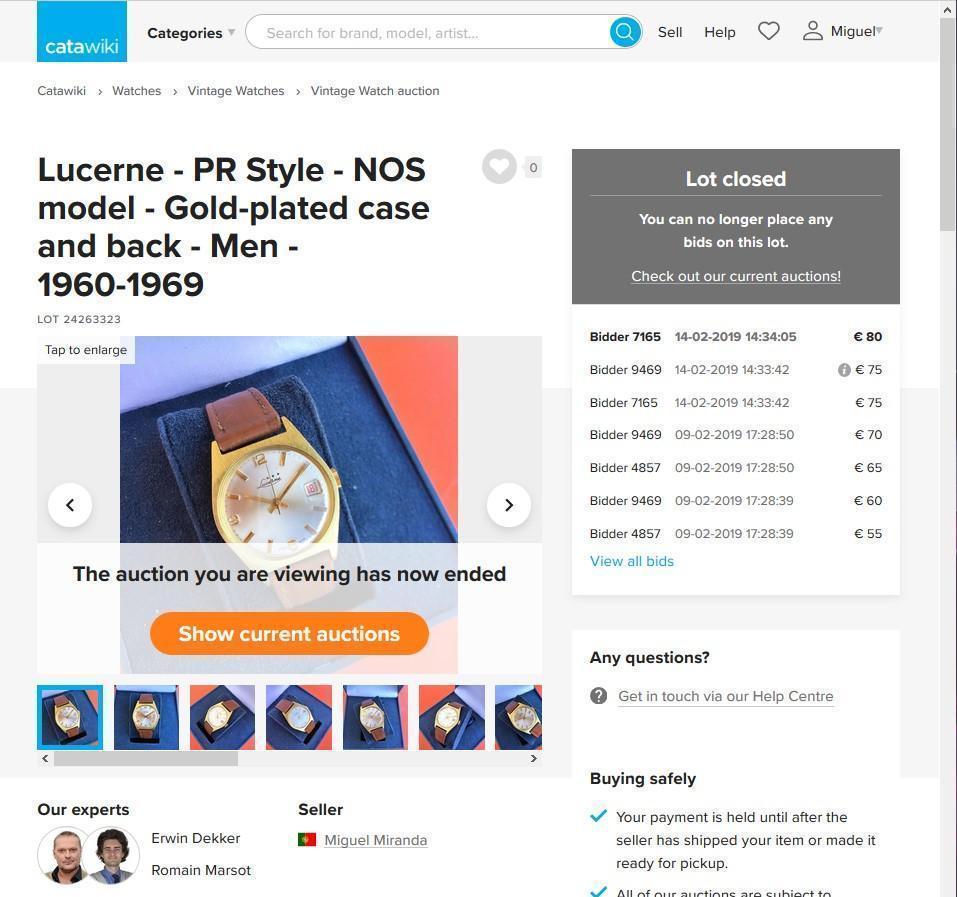 catawiki
Categories
Search for brand, model, artist...
Sell
Help
Miguel
Catawiki › Watches › Vintage Watches › Vintage Watch auction
Lucerne - PR Style - NOS
model - Gold-plated case
and back - Men -
1960-1969
0
LOT 24263323
Tap to enlarge
12
Lucerne
The auction you are viewing has now ended
Show current auctions
Our experts
Erwin Dekker
Romain Marsot
Seller
Miguel Miranda
Lot closed
You can no longer place any
bids on this lot.
Check out our current auctions!
Bidder 7165 14-02-2019 14:34:05 € 80
Bidder 9469 14-02-2019 14:33:42 € 75
Bidder 7165 14-02-2019 14:33:42 € 75
Bidder 9469 09-02-2019 17:28:50 € 70
Bidder 4857 09-02-2019 17:28:50 € 65
Bidder 9469 09-02-2019 17:28:39 € 60
Bidder 4857 09-02-2019 17:28:39 € 55
View all bids
Any questions?
Get in touch via our Help Centre
Buying safely
Your payment is held until after the
seller has shipped your item or made it
ready for pickup.
All of our auctions are subject to